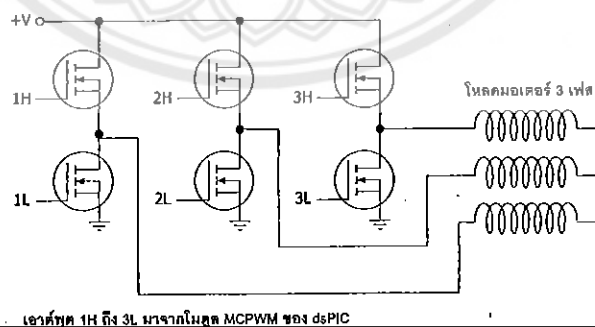 +V
1H
2H
3H
โหลดมอเตอร์ 3 เฟส
1L
2L
3L
เอาต์พุต 1H ถึง 3L มาจากโมดูล MCPWM ของ dsPIC